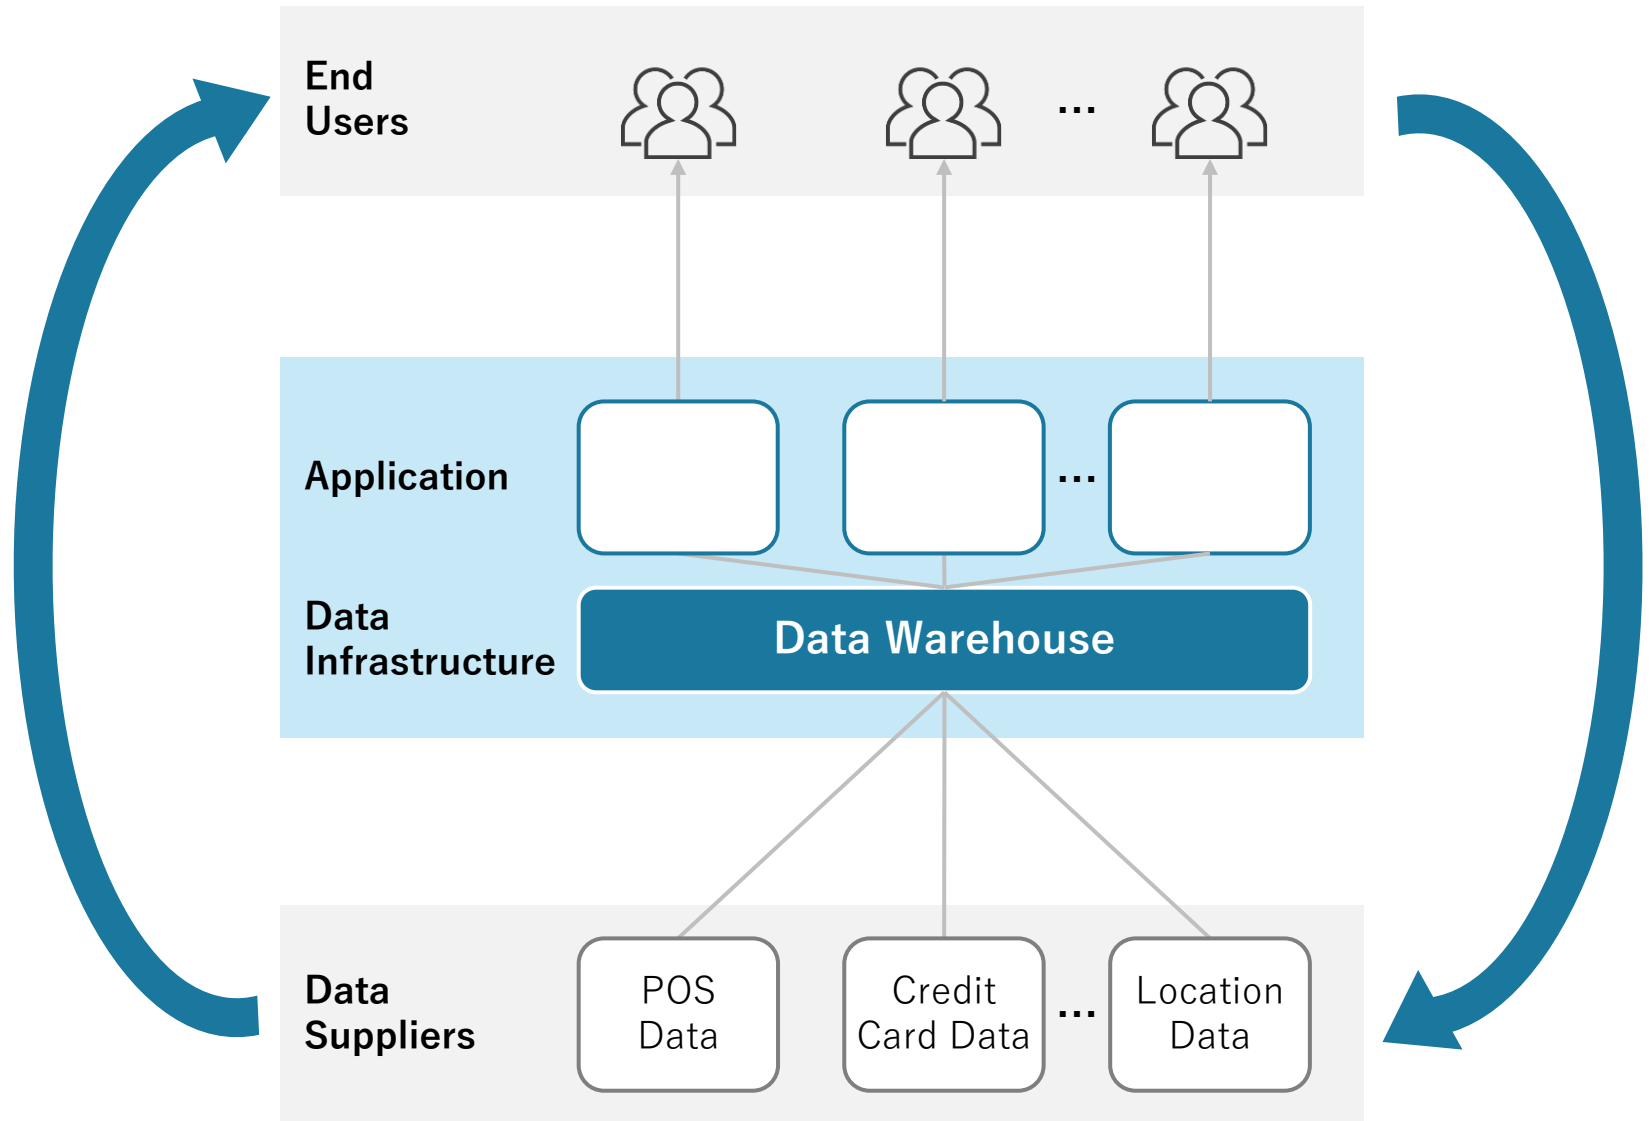 End
Users
...
Application
...
Data
Infrastructure
Data Warehouse
Data
Suppliers
POS
Data
Credit
Card Data
...
Location
Data